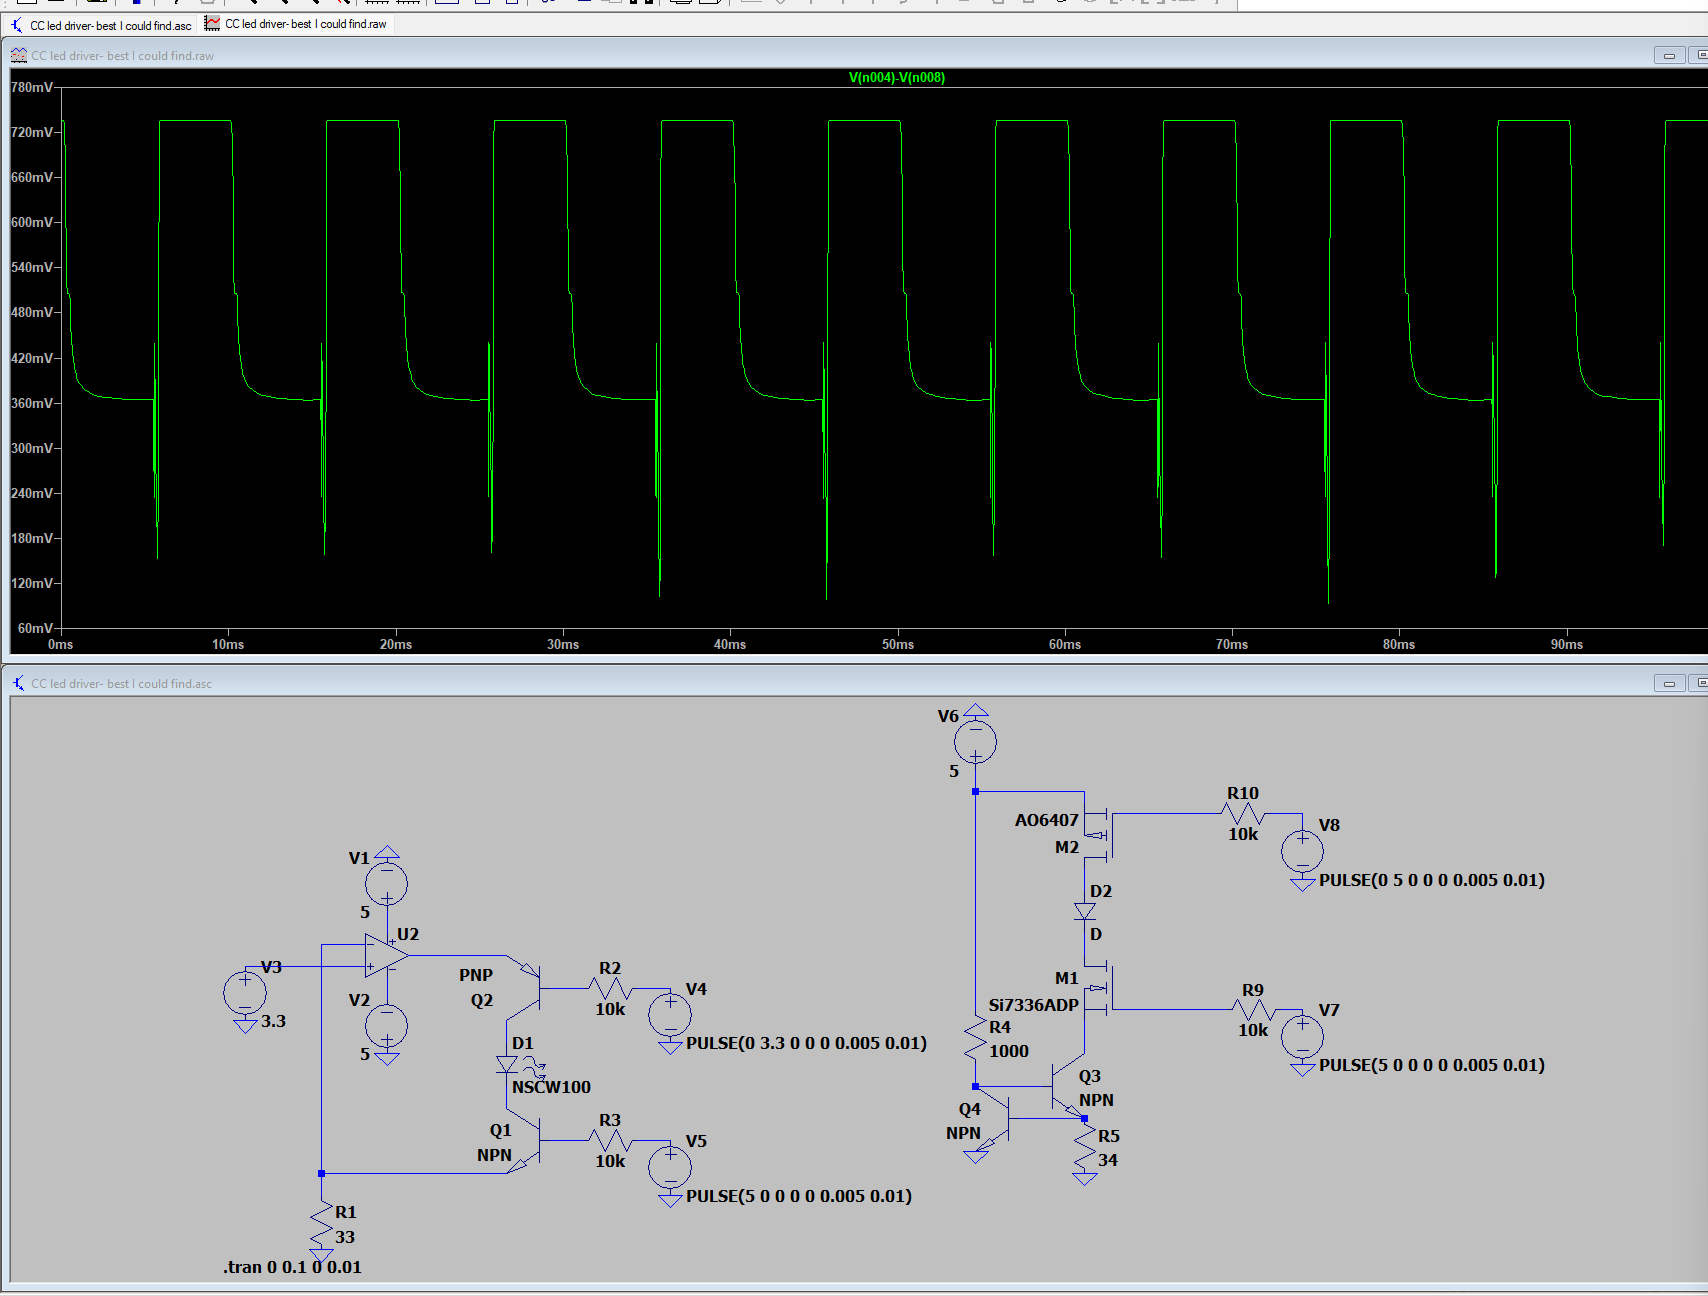 CC led driver- best I could find.asc
CC led driver- best I could find.raw
CC led driver- best I could find.raw
V(n004)-V(n008)
780mV
720mV
660mV
600mV
540mV
480mV
420mV
360mV
300mV
240mV
180mV
120mV
60mV
0ms 10ms 20ms 30ms 40ms 50ms 60ms 70ms 80ms 90ms
CC led driver- best I could find.asc
V6
5
R10
10k
AO6407
M2
V8
PULSE(0 5 0 0 0 0.005 0.01)
D2
D
V1
5
U2
V3
3.3
V2
5
PNP
Q2
R2
10k
V4
PULSE(0 3.3 0 0 0 0.005 0.01)
D1
NSCW100
Q1
NPN
R3
10k
V5
PULSE(5 0 0 0 0 0.005 0.01)
R1
33
.tran 0 0.1 0 0.01
M1
Si7336ADP
R9
10k
V7
PULSE(5 0 0 0 0 0.005 0.01)
R4
1000
Q3
NPN
Q4
NPN
R5
34